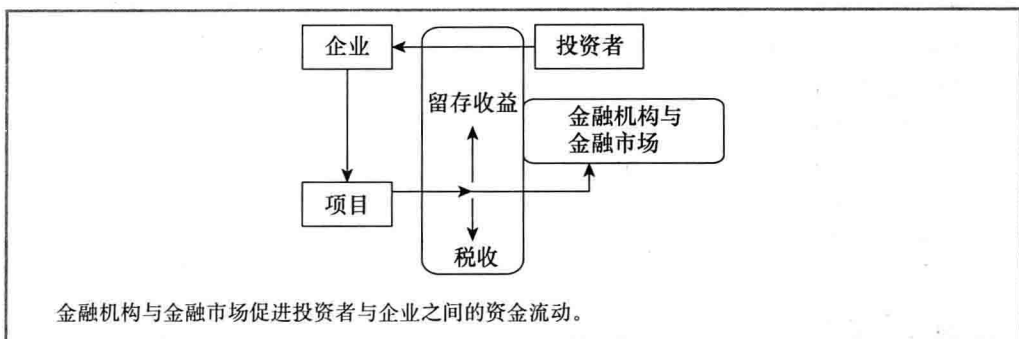 企业
投资者
留存收益
金融机构与
金融市场
项目
税收
金融机构与金融市场促进投资者与企业之间的资金流动。